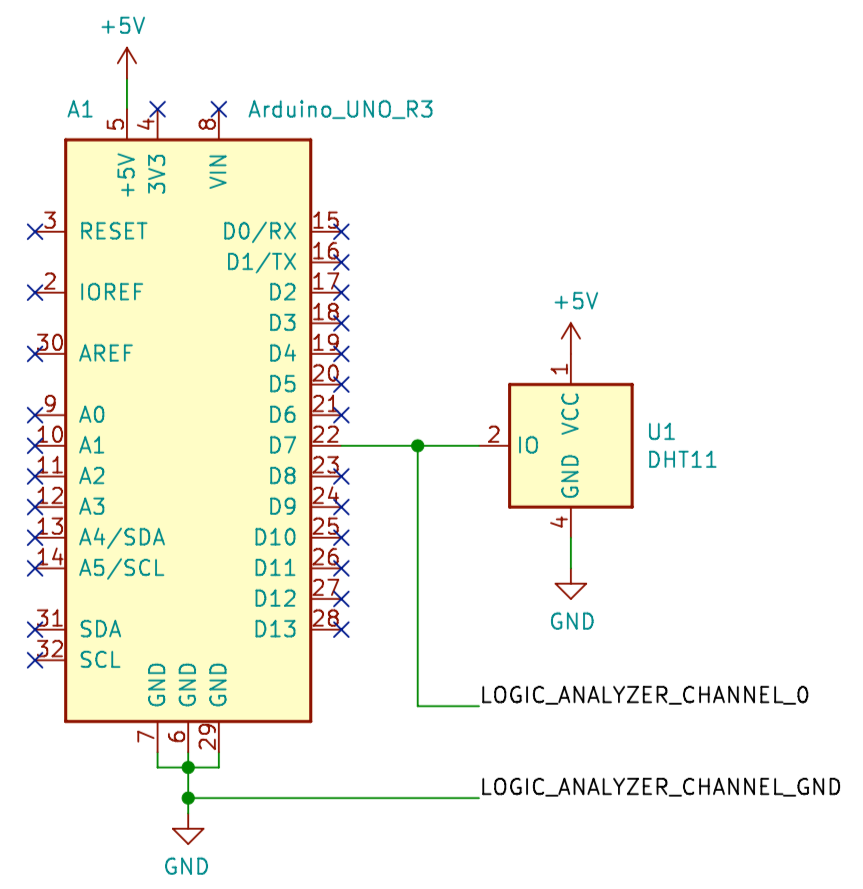 +5V
A1
Arduino_UNO_R3
5
4
8
+5V
3V3
VIN
3 RESET
D0/RX 15
D1/TX 16
2 IOREF
D2 17
D3 18
30 AREF
D4 19
D5 20
9 A0
D6 21
10 A1
D7 22
11 A2
D8 23
12 A3
D9 24
13 A4/SDA
D10 25
14 A5/SCL
D11 26
D12 27
31 SDA
D13 28
32 SCL
GND
GND
GND
7
6
29
GND
+5V
1
VCC
2 IO
GND
4
U1
DHT11
GND
LOGIC_ANALYZER_CHANNEL_0
LOGIC_ANALYZER_CHANNEL_GND